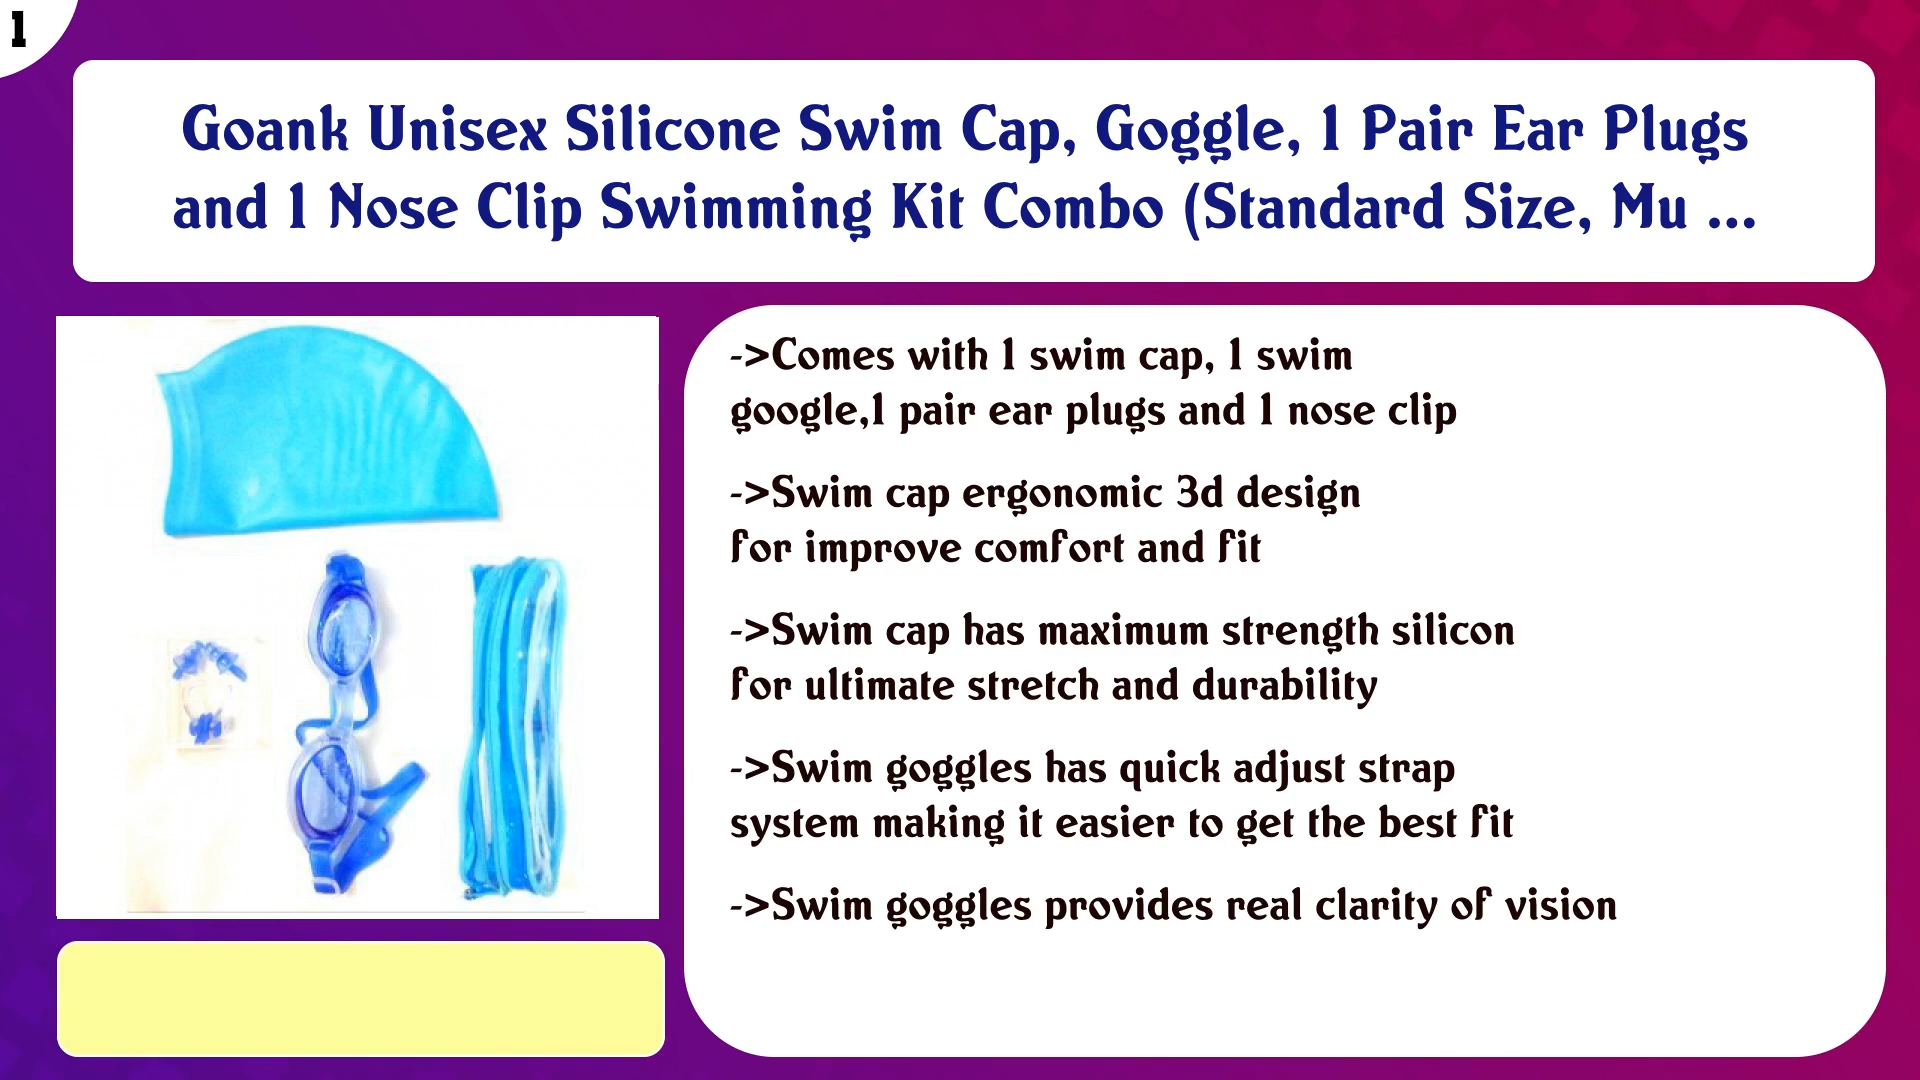 1
Goank Unisex Silicone Swim Cap, Goggle, 1 Pair Ear Plugs
and 1 Nose Clip Swimming Kit Combo (Standard Size, Mu ...
->Comes with 1 swim cap, 1 swim
google,1 pair ear plugs and 1 nose clip
->Swim cap ergonomic 3d design
for improve comfort and fit
->Swim cap has maximum strength silicon
for ultimate stretch and durability
->Swim goggles has quick adjust strap
system making it easier to get the best fit
->Swim goggles provides real clarity of vision